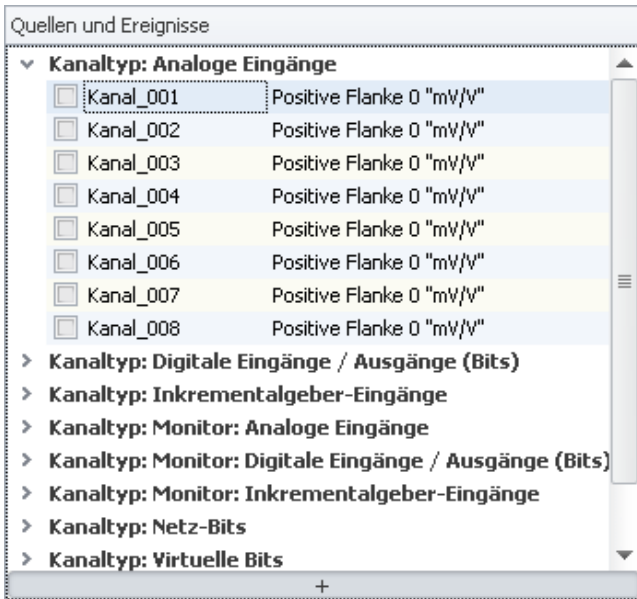 Quellen und Ereignisse
Kanaltyp: Analoge Eingänge
Kanal_001 Positive Flanke 0 "mV/V"
Kanal_002 Positive Flanke 0 "mV/V"
Kanal_003 Positive Flanke 0 "mV/V"
Kanal_004 Positive Flanke 0 "mV/V"
Kanal_005 Positive Flanke 0 "mV/V"
Kanal_006 Positive Flanke 0 "mV/V"
Kanal_007 Positive Flanke 0 "mV/V"
Kanal_008 Positive Flanke 0 "mV/V"
Kanaltyp: Digitale Eingänge / Ausgänge (Bits)
Kanaltyp: Inkrementalgeber-Eingänge
Kanaltyp: Monitor: Analoge Eingänge
Kanaltyp: Monitor: Digitale Eingänge / Ausgänge (Bits)
Kanaltyp: Monitor: Inkrementalgeber-Eingänge
Kanaltyp: Netz-Bits
Kanaltyp: Virtuelle Bits
+